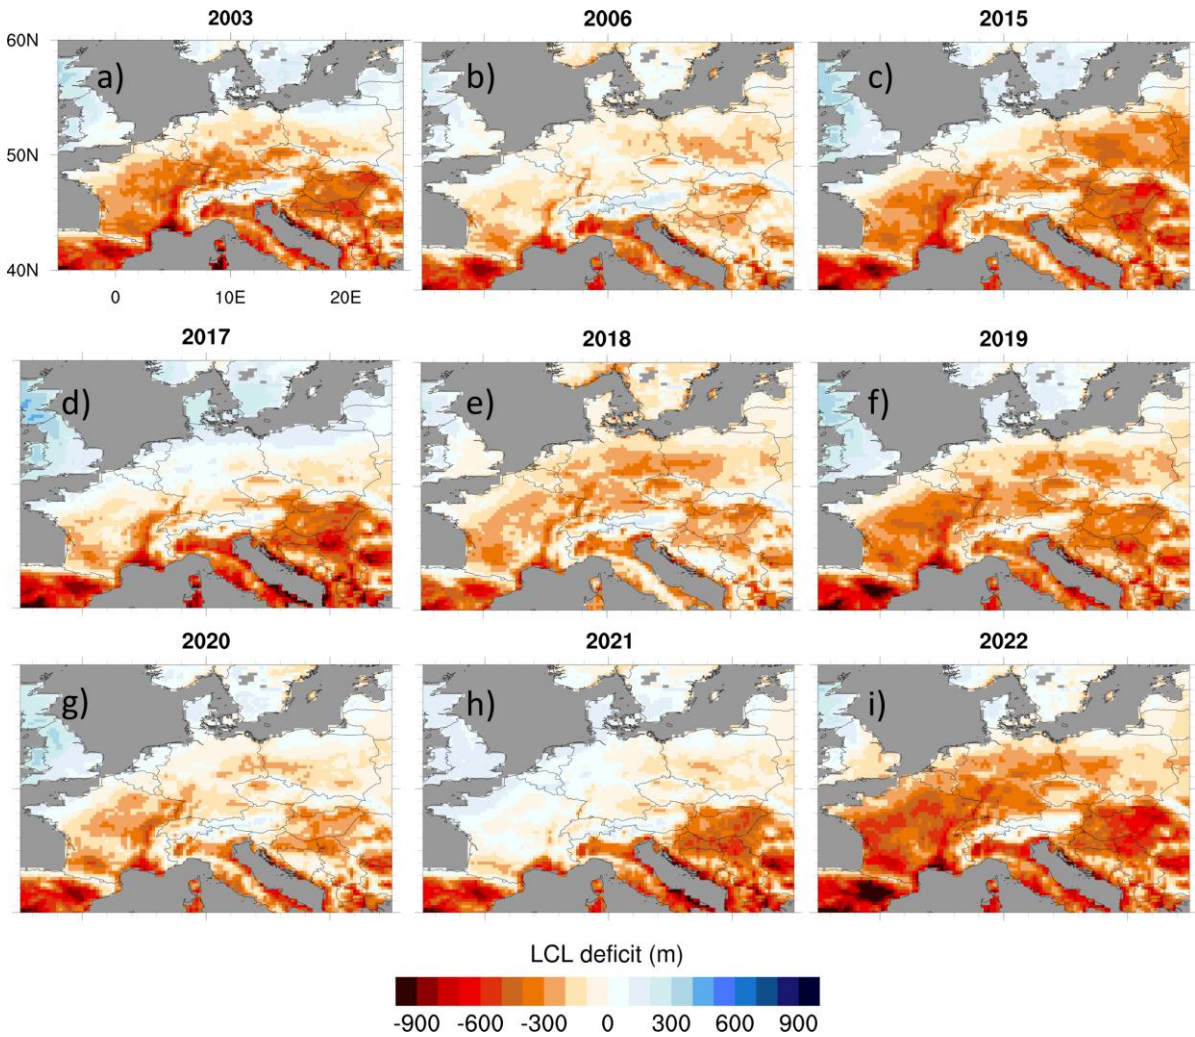 2003 2006 2015
60N
a) b) c)
50N
40N
0 10E 20E
2017 2018 2019
d) e) f)
2020 2021 2022
g) h) i)
LCL deficit (m)
-900 -600 -300 0 300 600 900